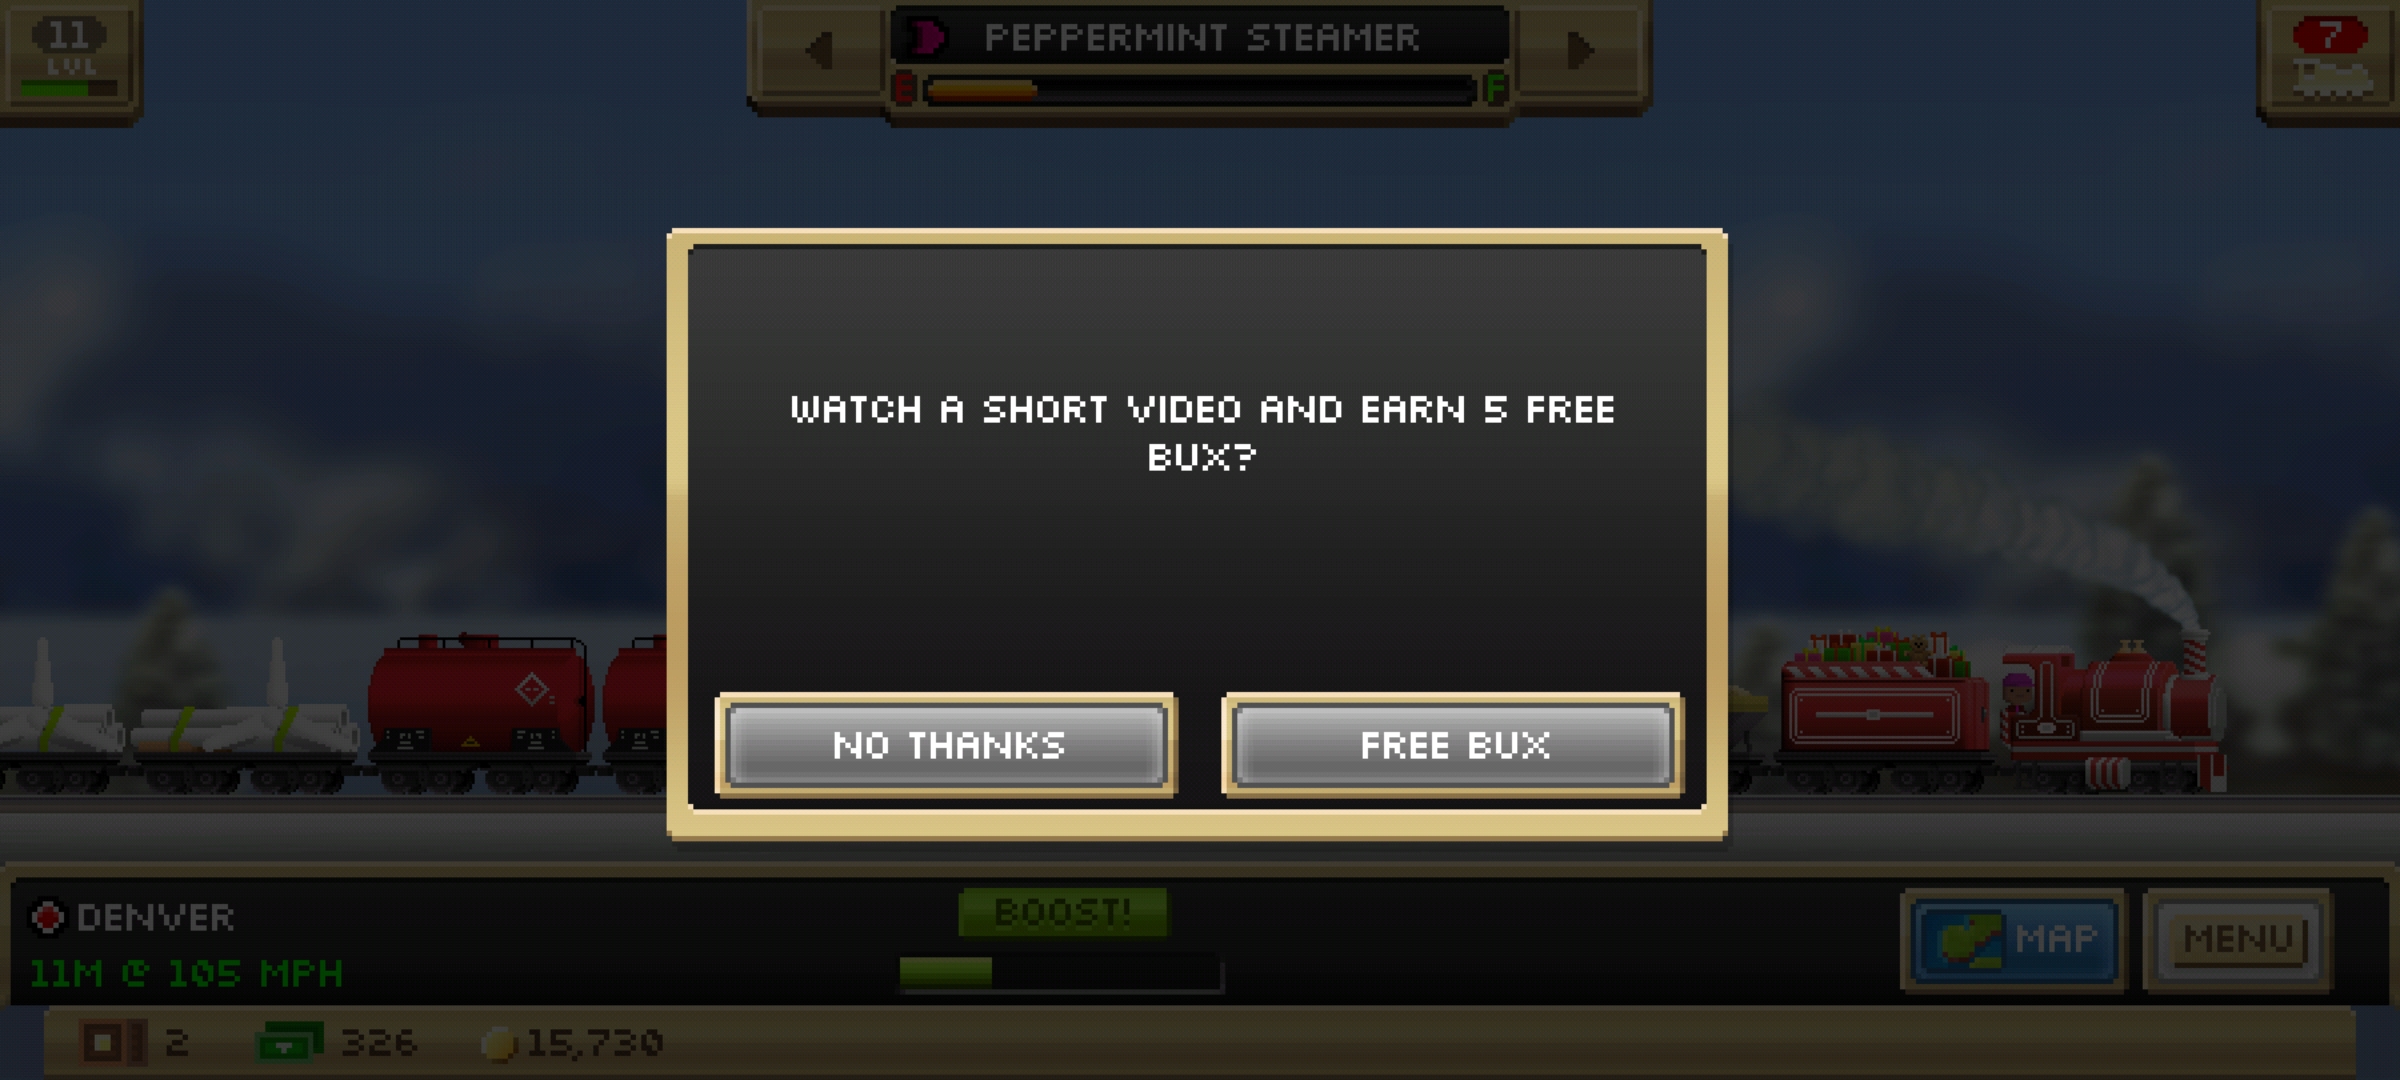 11
LVL
PEPPERMINT STEAMER
E
F
7
WATCH A SHORT VIDEO AND EARN 5 FREE
BUX?
NO THANKS
FREE BUX
DENVER
11M @ 105 MPH
BOOST!
MAP
MENU
2
326
15,730